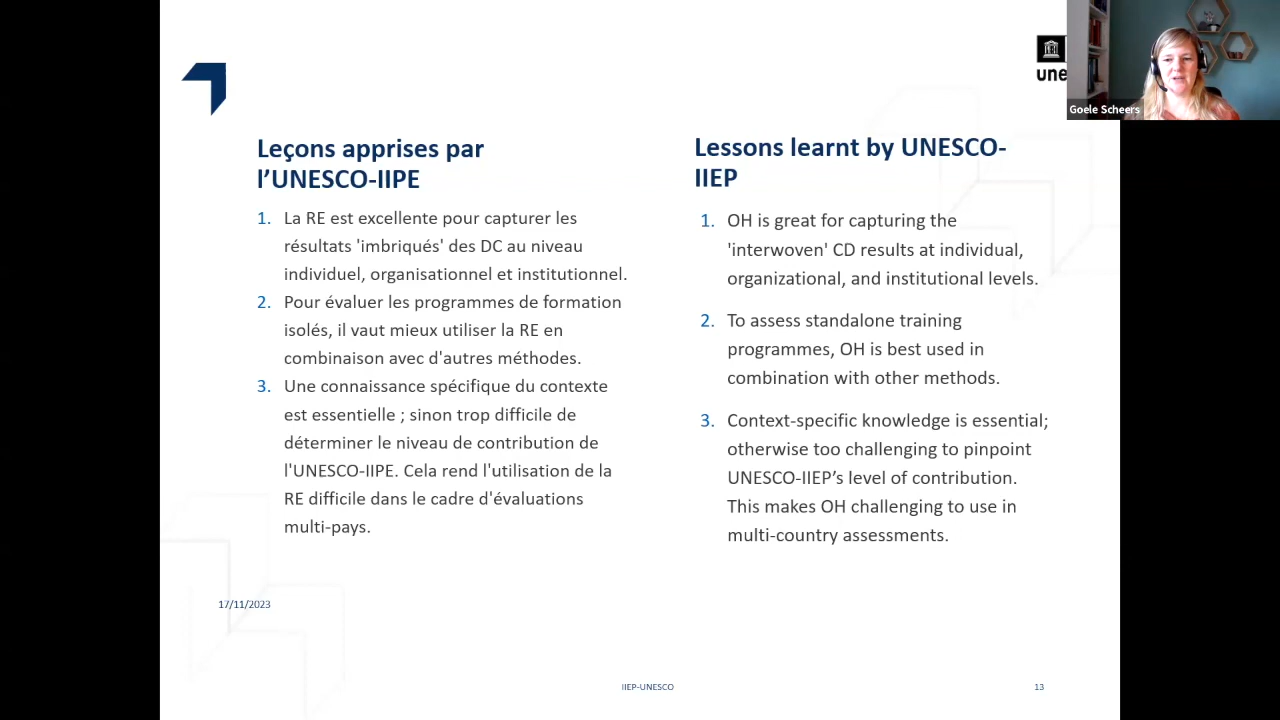 une
Goele Scheers
Leçons apprises par
l’UNESCO-IIPE
1. La RE est excellente pour capturer les
résultats 'imbriqués' des DC au niveau
individuel, organisationnel et institutionnel.
2. Pour évaluer les programmes de formation
isolés, il vaut mieux utiliser la RE en
combinaison avec d'autres méthodes.
3. Une connaissance spécifique du contexte
est essentielle ; sinon trop difficile de
déterminer le niveau de contribution de
l'UNESCO-IIPE. Cela rend l'utilisation de la
RE difficile dans le cadre d'évaluations
multi-pays.
Lessons learnt by UNESCO-
IIEP
1. OH is great for capturing the
'interwoven' CD results at individual,
organizational, and institutional levels.
2. To assess standalone training
programmes, OH is best used in
combination with other methods.
3. Context-specific knowledge is essential;
otherwise too challenging to pinpoint
UNESCO-IIEP’s level of contribution.
This makes OH challenging to use in
multi-country assessments.
17/11/2023
IIEP-UNESCO
13